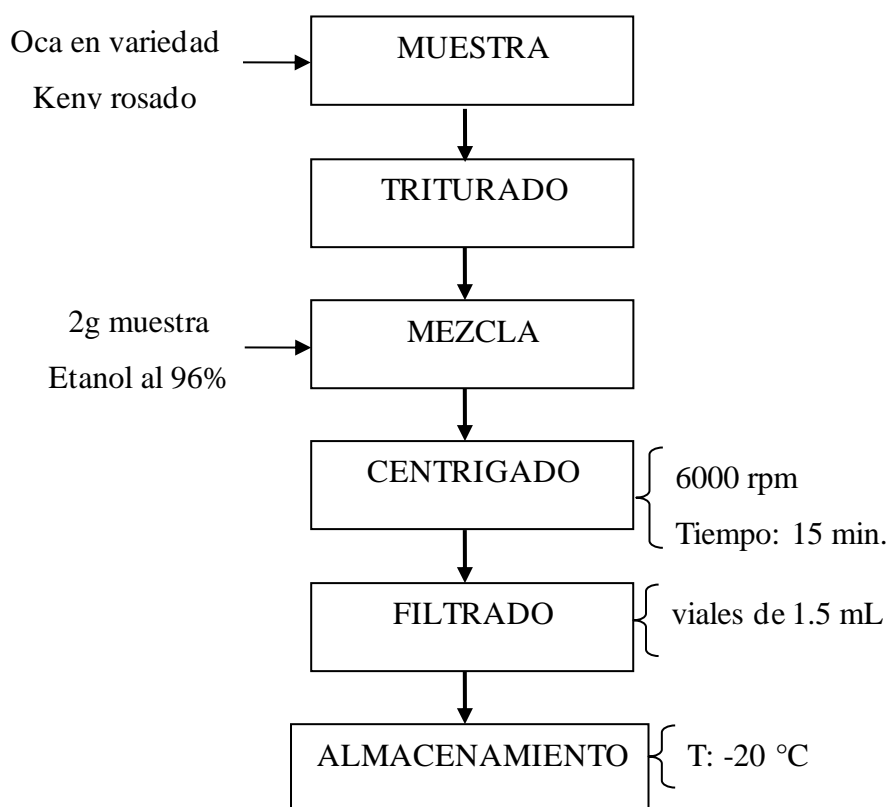 Oca en variedad
Keny rosado
MUESTRA
TRITURADO
2g muestra
Etanol al 96%
MEZCLA
CENTRIGADO
6000 rpm
Tiempo: 15 min.
FILTRADO
viales de 1.5 mL
ALMACENAMIENTO
T: -20 °C